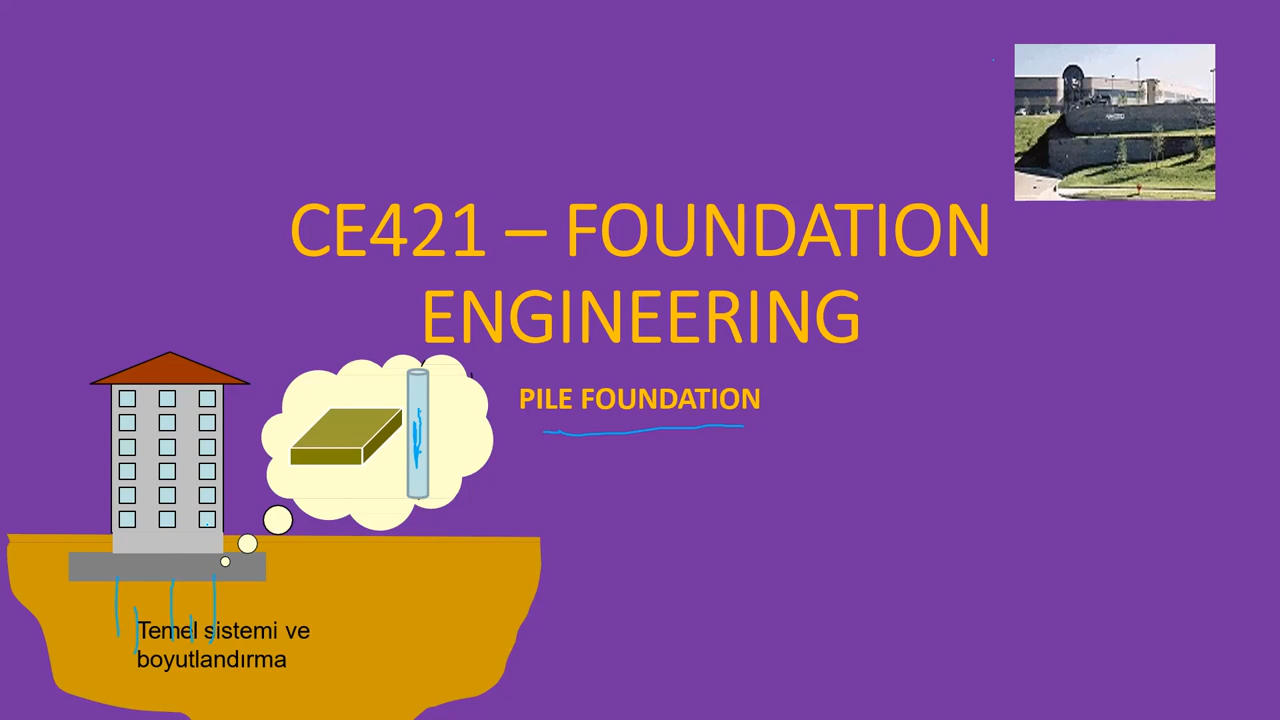 CE421 – FOUNDATION
ENGINEERING
PILE FOUNDATION
Temel sistemi ve
boyutlandırma